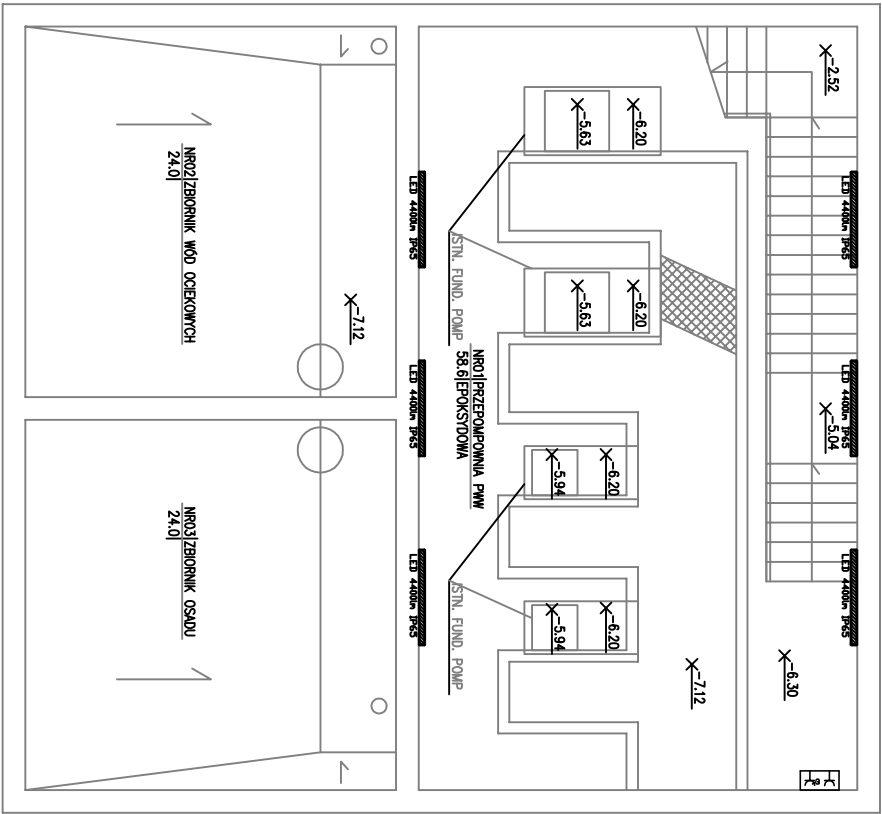 -2.52
-5.63
-6.20
LED 4400lm IP65
LED 4400lm IP65
NR02|ZBIORNIK WÓD OCIEKOWYCH
24.0|
ISTN. FUND. POMP
-5.63
-6.20
-7.12
NR01|PRZEPOMPOWNIA PWW
58.6|EPOKSYDOWA
LED 4400lm IP65
LED 4400lm IP65
-5.04
-5.94
-6.20
NR03|ZBIORNIK OSADU
24.0|
LED 4400lm IP65
LED 4400lm IP65
ISTN. FUND. POMP
-5.94
-6.20
-7.12
-6.30